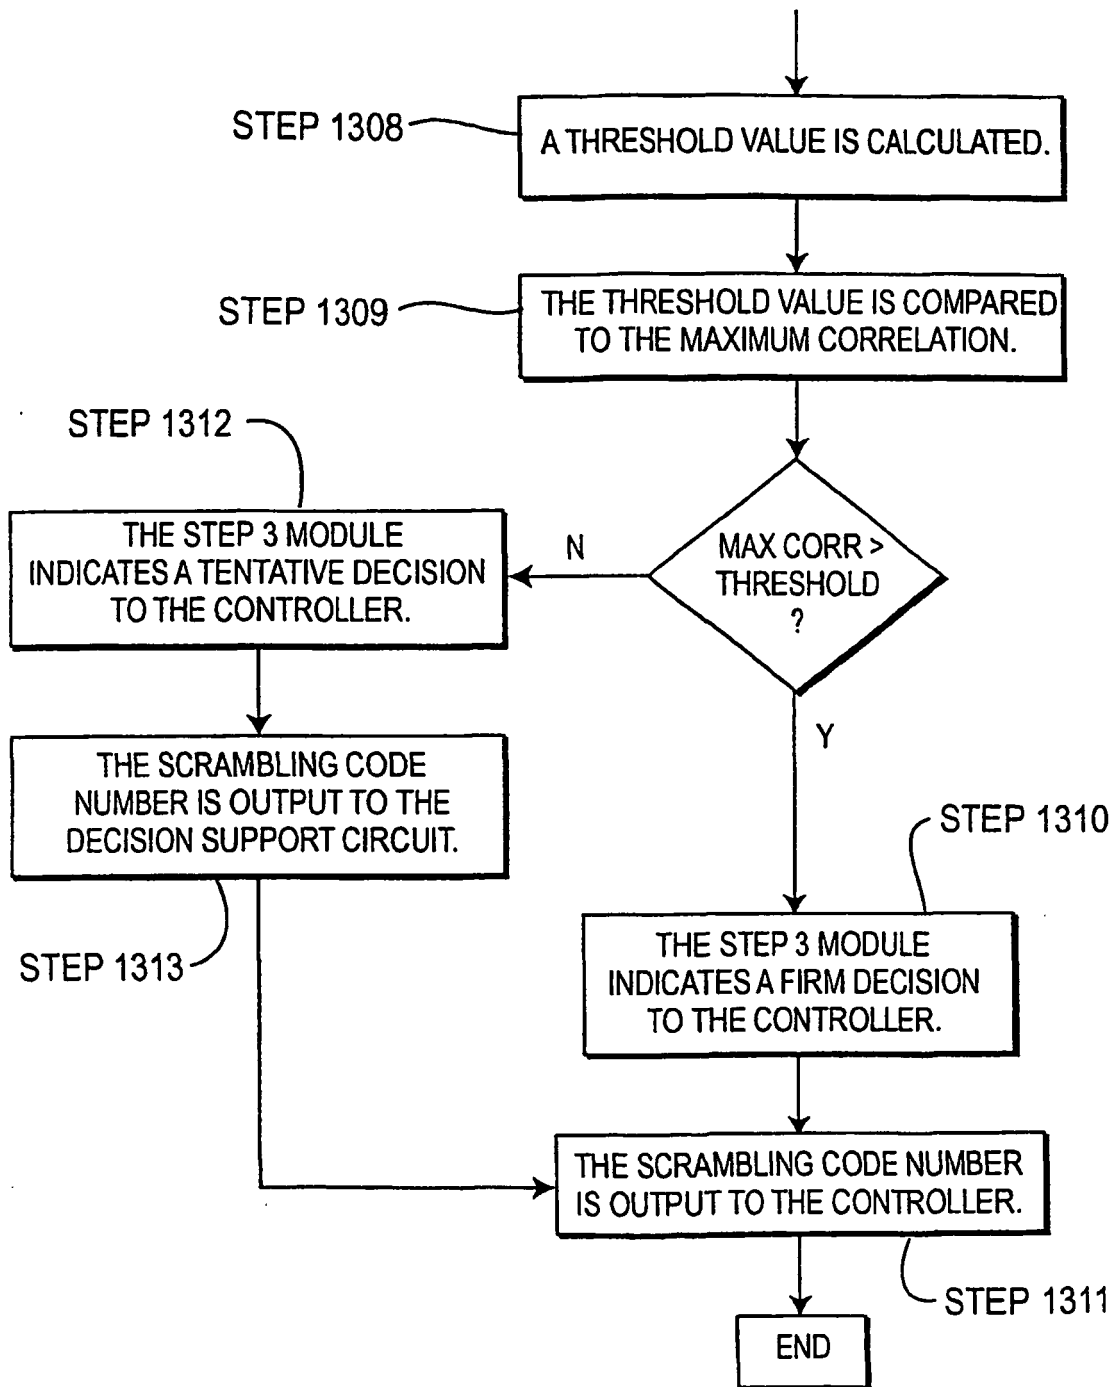 STEP 1308
A THRESHOLD VALUE IS CALCULATED.
STEP 1309
THE THRESHOLD VALUE IS COMPARED
TO THE MAXIMUM CORRELATION.
MAX CORR >
THRESHOLD
?
N
Y
STEP 1312
THE STEP 3 MODULE
INDICATES A TENTATIVE DECISION
TO THE CONTROLLER.
THE SCRAMBLING CODE
NUMBER IS OUTPUT TO THE
DECISION SUPPORT CIRCUIT.
STEP 1313
STEP 1310
THE STEP 3 MODULE
INDICATES A FIRM DECISION
TO THE CONTROLLER.
THE SCRAMBLING CODE NUMBER
IS OUTPUT TO THE CONTROLLER.
STEP 1311
END